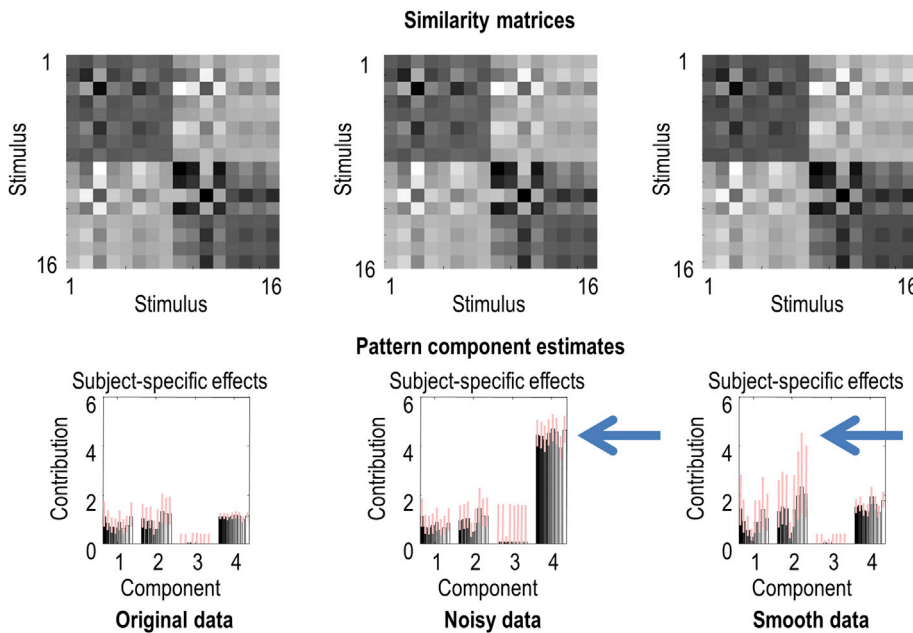 Similarity matrices
1
Stimulus
16
1
16
Stimulus
1
Stimulus
16
1
16
Stimulus
1
Stimulus
16
1
16
Stimulus
Pattern component estimates
Subject-specific effects
6
4
2
0
Contribution
1 2 3 4
Component
Original data
Subject-specific effects
6
4
2
0
Contribution
1 2 3 4
Component
Noisy data
Subject-specific effects
6
4
2
0
Contribution
1 2 3 4
Component
Smooth data